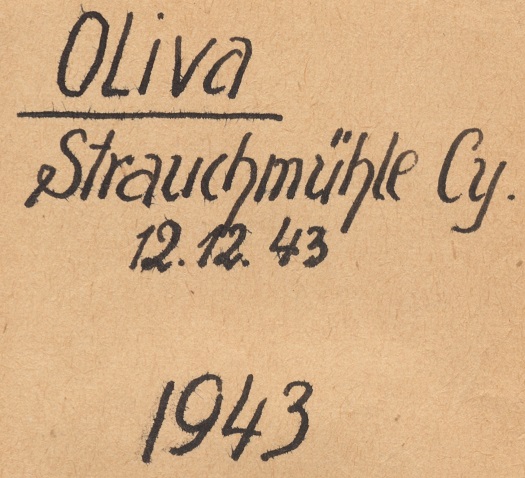 Oliva
Strauchmühle Cy.
12.12.43
1943